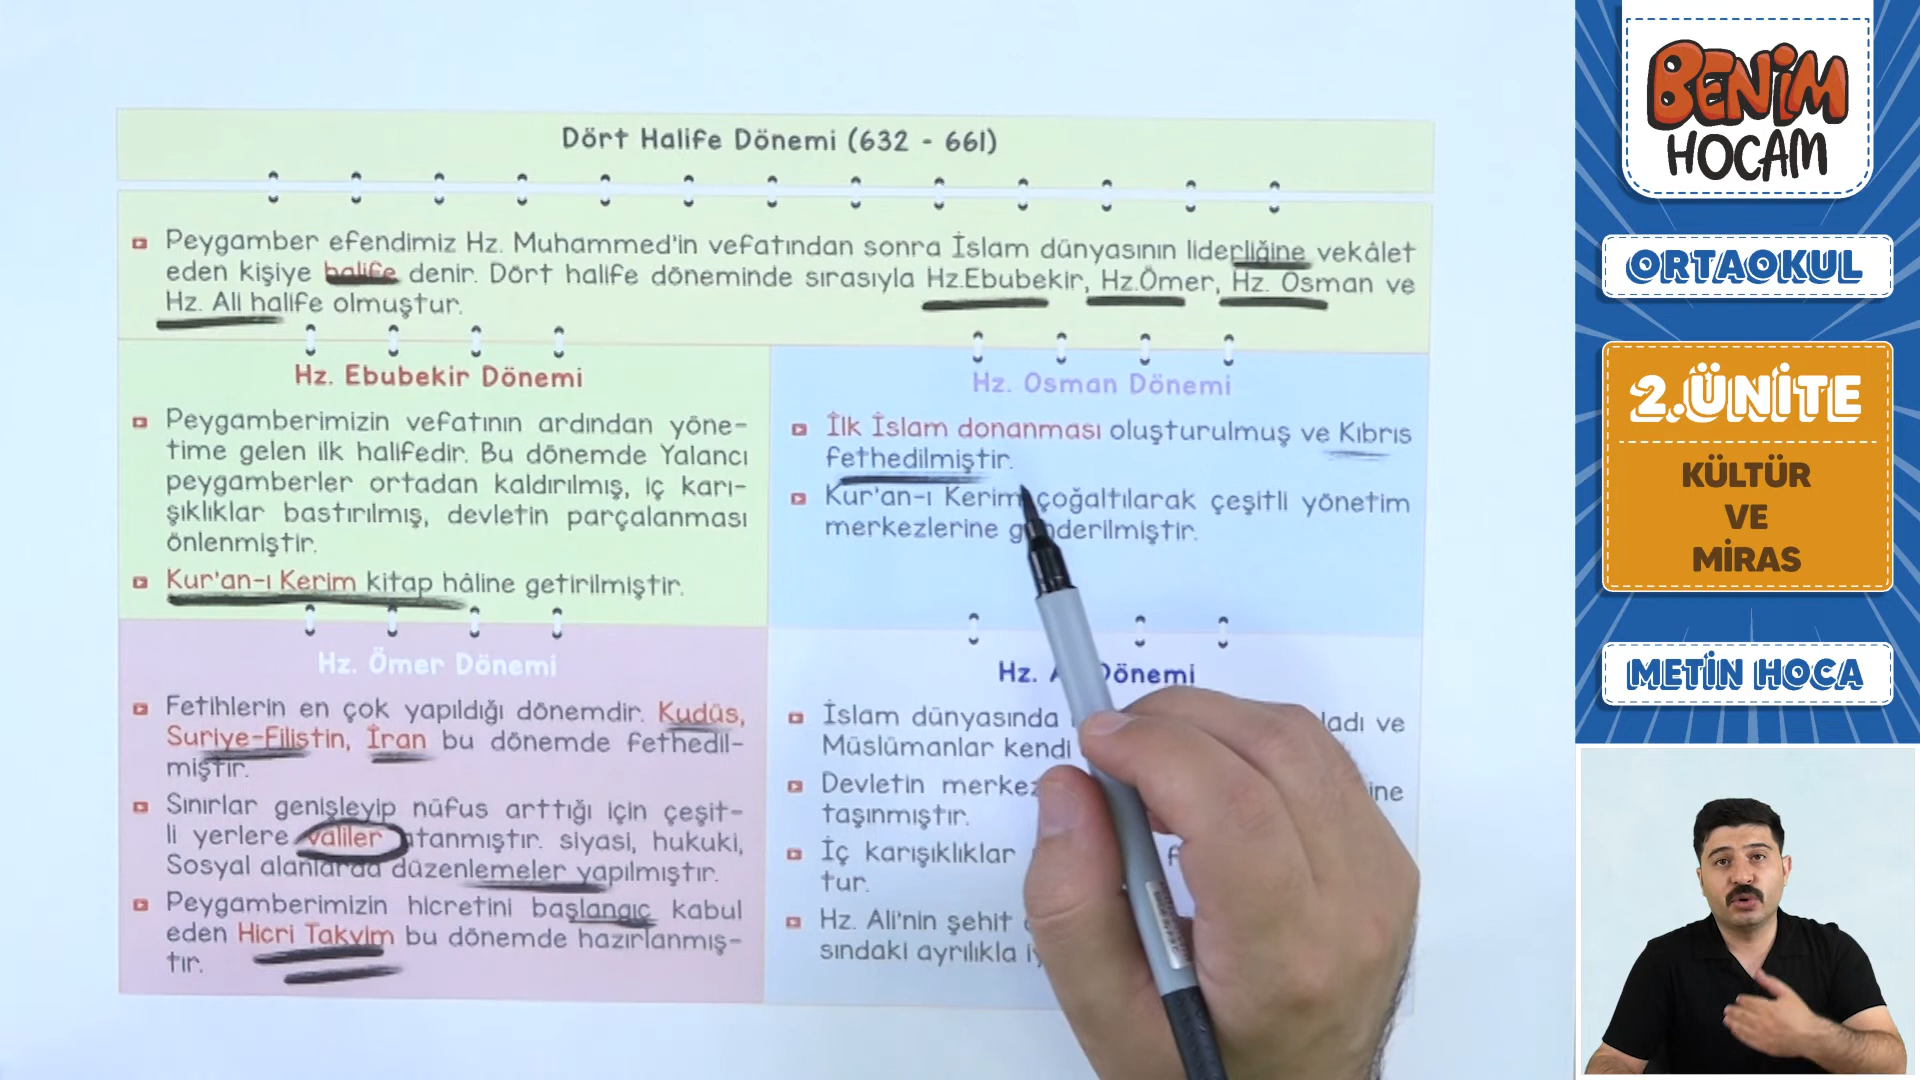 Dört Halife Dönemi (632 - 661)
Peygamber efendimiz Hz. Muhammed'in vefatından sonra İslam dünyasının liderliğine vekâlet
eden kişiye halife denir. Dört halife döneminde sırasıyla Hz.Ebubekir, Hz.Ömer, Hz. Osman ve
Hz. Ali halife olmuştur.
Hz. Ebubekir Dönemi
Peygamberimizin vefatının ardından yöne-
time gelen ilk halifedir. Bu dönemde Yalancı
peygamberler ortadan kaldırılmış, iç karı-
şıklıklar bastırılmış, devletin parçalanması
önlenmiştir.
Kur'an-ı Kerim kitap hâline getirilmiştir.
Hz. Osman Dönemi
İlk İslam donanması oluşturulmuş ve Kıbrıs
fethedilmiştir.
Kur'an-ı Kerim çoğaltılarak çeşitli yönetim
merkezlerine gönderilmiştir.
Hz. Ömer Dönemi
Fetihlerin en çok yapıldığı dönemdir. Kudüs,
Suriye-Filistin, İran bu dönemde fethedil-
miştir.
Sınırlar genişleyip nüfus arttığı için çeşit-
li yerlere valiler atanmıştır. siyasi, hukuki,
Sosyal alanlarda düzenlemeler yapılmıştır.
Peygamberimizin hicretini başlangıç kabul
eden Hicri Takvim bu dönemde hazırlanmış-
tır.
Hz. Dönemi
İslam dünyasında ve
Müslümanlar kendi
Devletin
taşınmıştır.
İç karışıklıklar
tur.
Hz. Ali'nin şehit
sındaki ayrılıkla
BENİM
HOCAM
ORTAOKUL
2.ÜNİTE
KÜLTÜR
VE
MİRAS
METİN HOCA